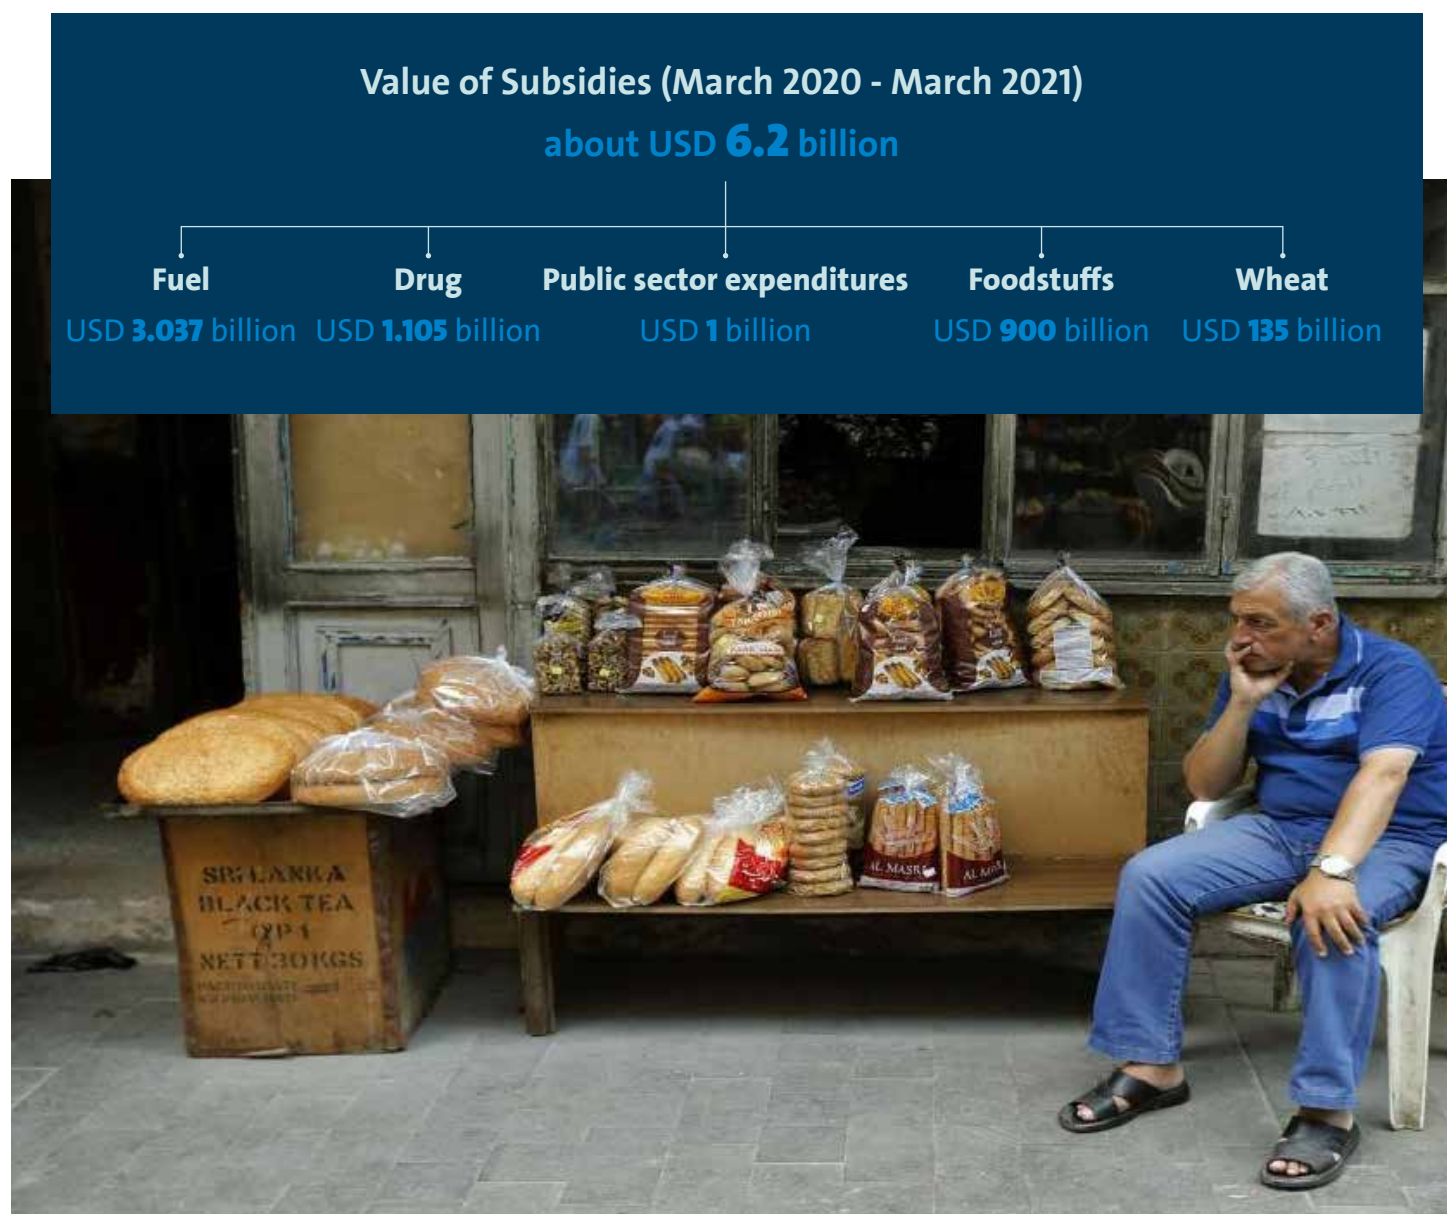 Value of Subsidies (March 2020 - March 2021)
about USD 6.2 billion
Fuel
USD 3.037 billion
Drug
USD 1.105 billion
Public sector expenditures
USD 1 billion
Foodstuffs
USD 900 billion
Wheat
USD 135 billion
SRI LANKA
BLACK TEA
NETT 30 KGS
AL MASRI